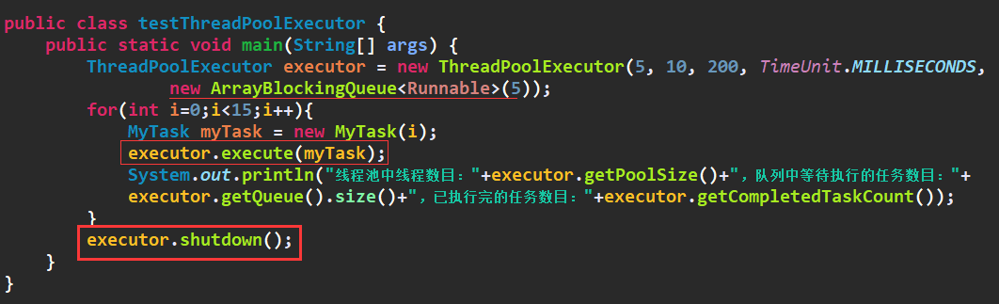 public class testThreadPoolExecutor {
    public static void main(String[] args) {
        ThreadPoolExecutor executor = new ThreadPoolExecutor(5, 10, 200, TimeUnit.MILLISECONDS,
                new ArrayBlockingQueue<Runnable>(5));
        for(int i=0;i<15;i++){
            MyTask myTask = new MyTask(i);
            executor.execute(myTask);
            System.out.println("线程池中线程数目："+executor.getPoolSize()+"，队列中等待执行的任务数目："+
            executor.getQueue().size()+"，已执行完的任务数目："+executor.getCompletedTaskCount());
        }
        executor.shutdown();
    }
}